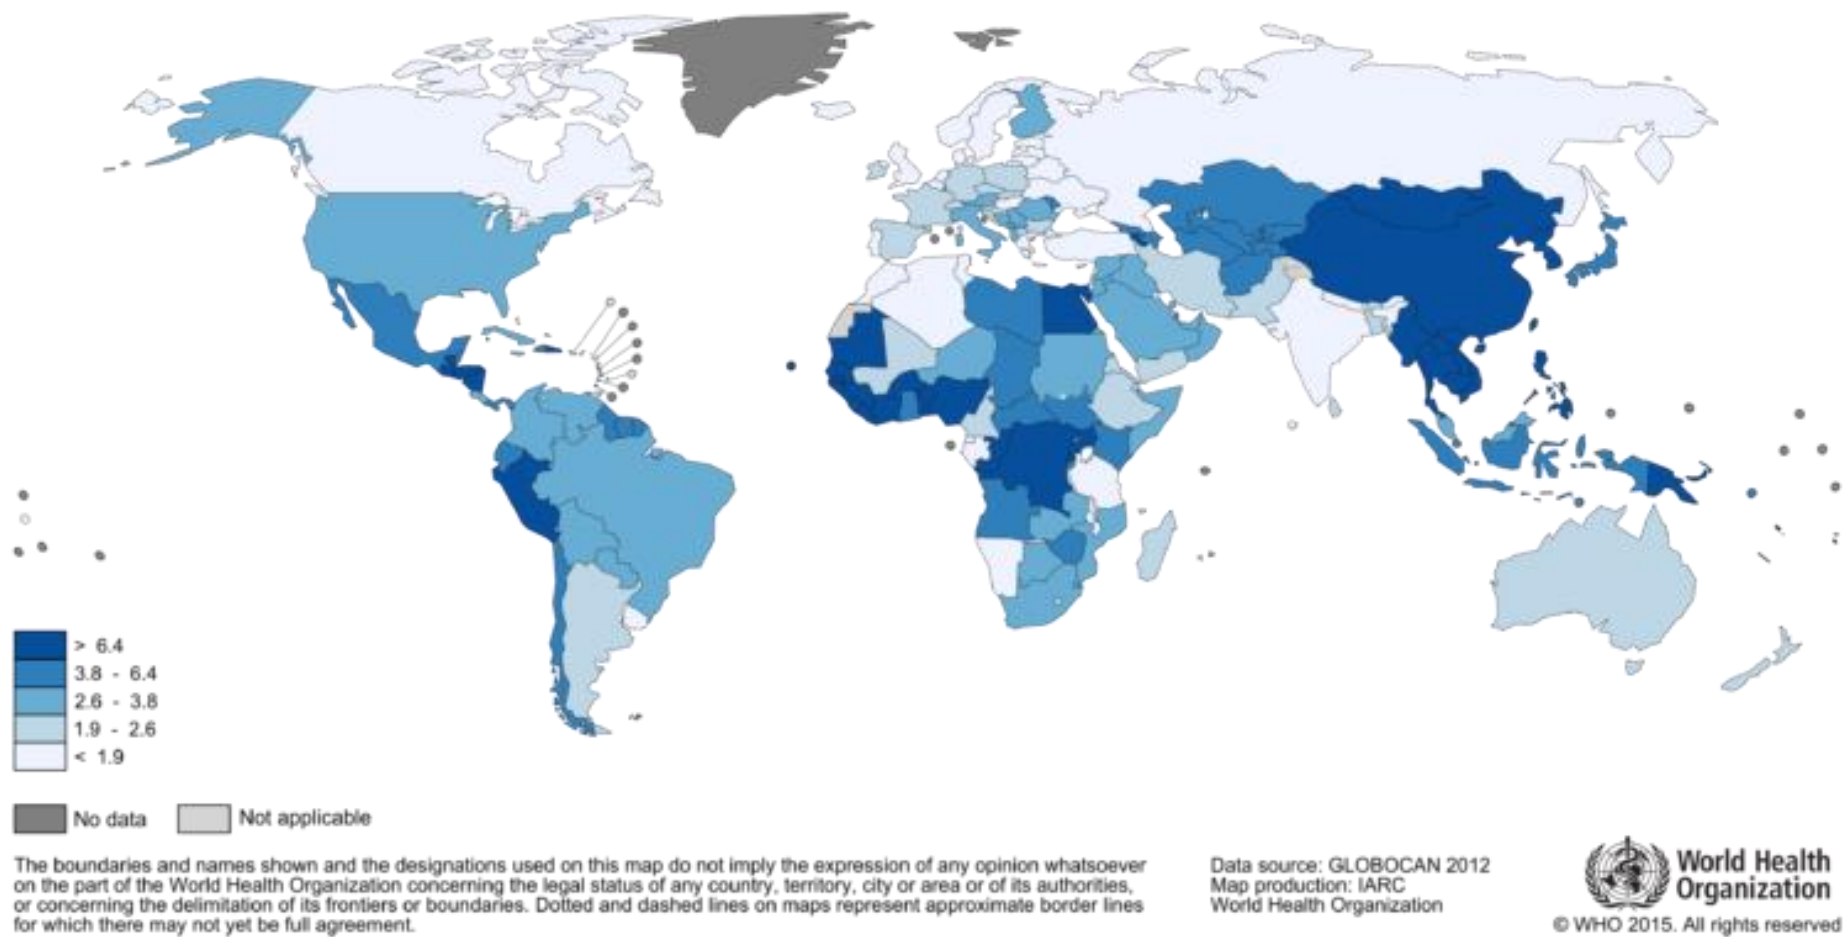 > 6.4
3.8 - 6.4
2.6 - 3.8
1.9 - 2.6
< 1.9
No data
Not applicable
The boundaries and names shown and the designations used on this map do not imply the expression of any opinion whatsoever
on the part of the World Health Organization concerning the legal status of any country, territory, city or area or of its authorities,
or concerning the delimitation of its frontiers or boundaries. Dotted and dashed lines on maps represent approximate border lines
for which there may not yet be full agreement.
Data source: GLOBOCAN 2012
Map production: IARC
World Health Organization
World Health
Organization
© WHO 2015. All rights reserved